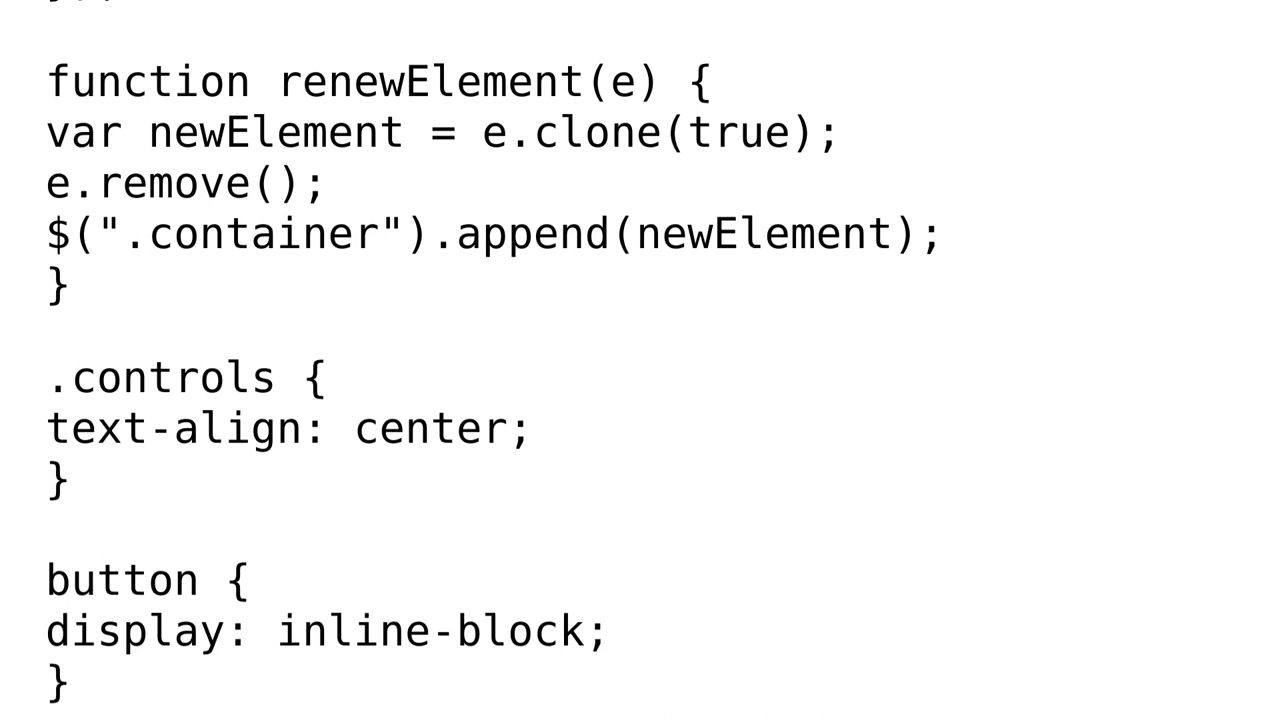 function renewElement(e) {
var newElement = e.clone(true);
e.remove();
$(".container").append(newElement);
}
.controls {
text-align: center;
}
button {
display: inline-block;
}